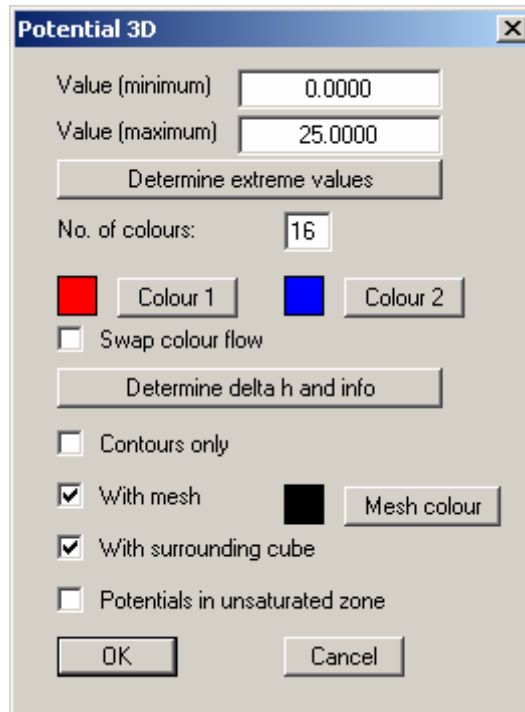 Potential 3D
Value (minimum) 0.0000
Value (maximum) 25.0000
Determine extreme values
No. of colours: 16
Colour 1 Colour 2
Swap colour flow
Determine delta h and info
Contours only
With mesh Mesh colour
With surrounding cube
Potentials in unsaturated zone
OK Cancel